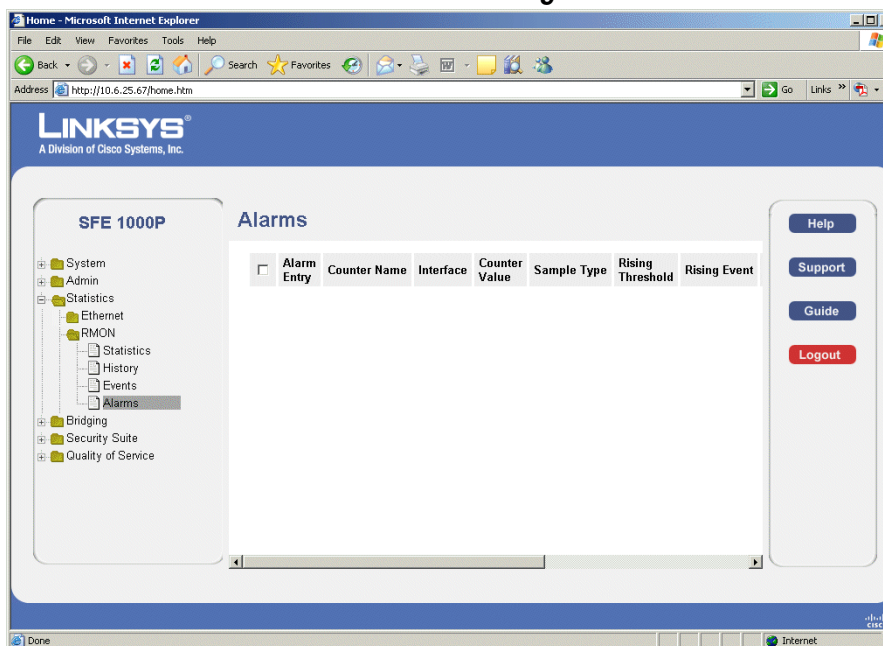 Home - Microsoft Internet Explorer
File Edit View Favorites Tools Help
Back Search Favorites
Address http://10.6.25.67/home.htm Go Links »
LINKSYS®
A Division of Cisco Systems, Inc.
SFE 1000P
System
Admin
Statistics
Ethernet
RMON
Statistics
History
Events
Alarms
Bridging
Security Suite
Quality of Service
Alarms
Alarm Entry Counter Name Interface Counter Value Sample Type Rising Threshold Rising Event
Help
Support
Guide
Logout
Done Internet